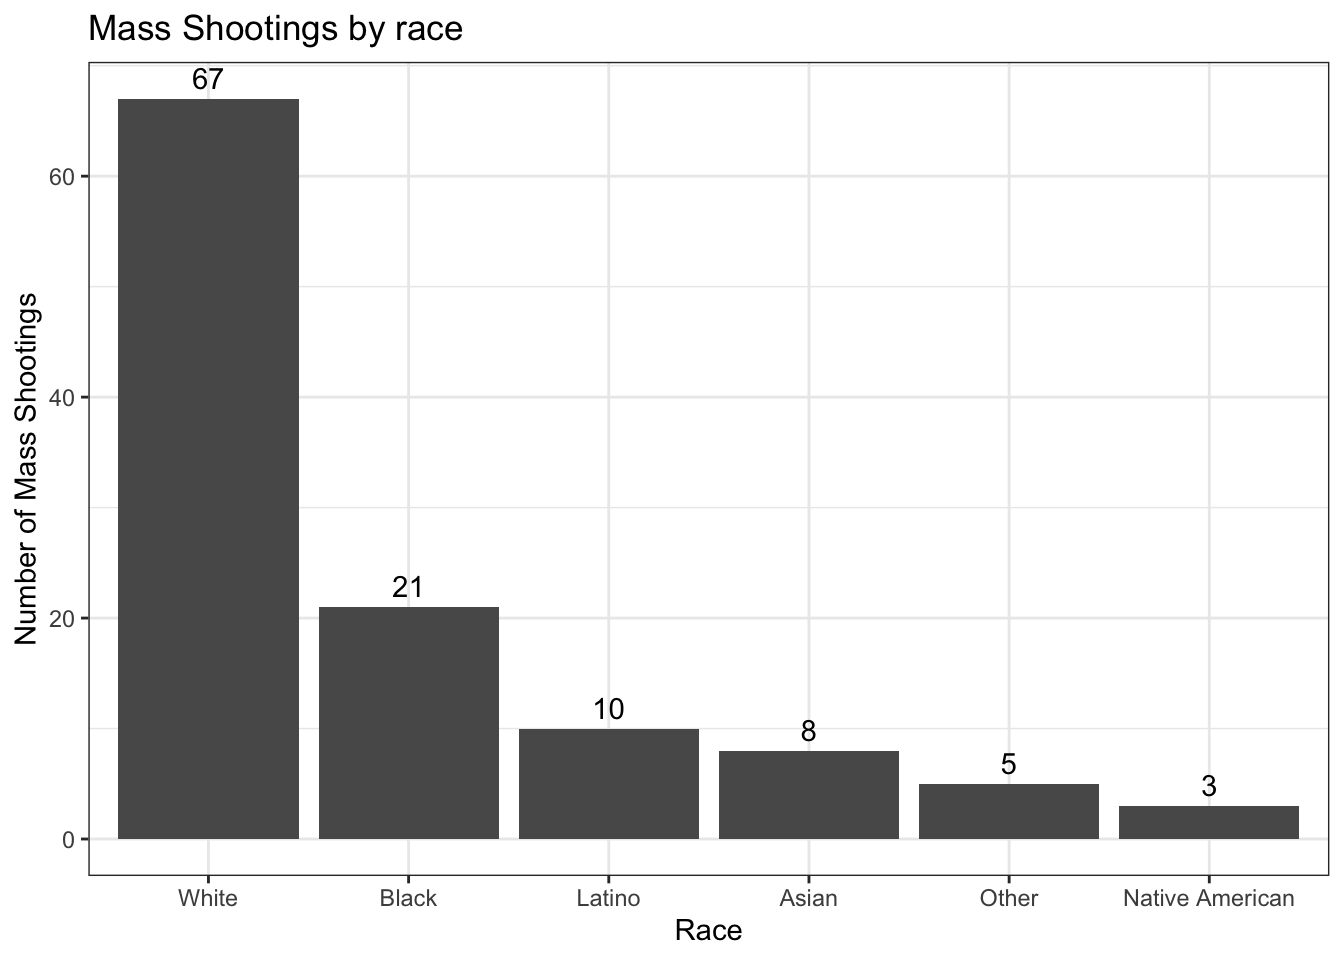 Mass Shootings by race
67
60
40
20
0
21
10
8
5
3
Number of Mass Shootings
White Black Latino Asian Other Native American
Race